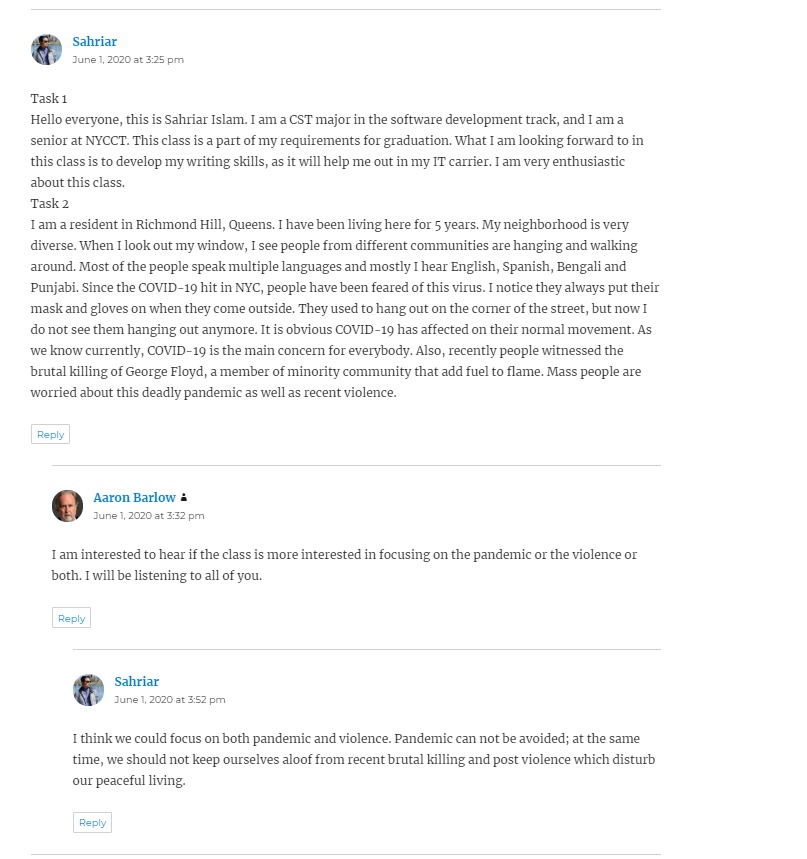 Sahriar
June 1, 2020 at 3:25 pm
Task 1
Hello everyone, this is Sahriar Islam. I am a CST major in the software development track, and I am a
senior at NYCCT. This class is a part of my requirements for graduation. What I am looking forward to in
this class is to develop my writing skills, as it will help me out in my IT carrier. I am very enthusiastic
about this class.
Task 2
I am a resident in Richmond Hill, Queens. I have been living here for 5 years. My neighborhood is very
diverse. When I look out my window, I see people from different communities are hanging and walking
around. Most of the people speak multiple languages and mostly I hear English, Spanish, Bengali and
Punjabi. Since the COVID-19 hit in NYC, people have been feared of this virus. I notice they always put their
mask and gloves on when they come outside. They used to hang out on the corner of the street, but now I
do not see them hanging out anymore. It is obvious COVID-19 has affected on their normal movement. As
we know currently, COVID-19 is the main concern for everybody. Also, recently people witnessed the
brutal killing of George Floyd, a member of minority community that add fuel to flame. Mass people are
worried about this deadly pandemic as well as recent violence.
Reply
Aaron Barlow
June 1, 2020 at 3:32 pm
I am interested to hear if the class is more interested in focusing on the pandemic or the violence or
both. I will be listening to all of you.
Reply
Sahriar
June 1, 2020 at 3:52 pm
I think we could focus on both pandemic and violence. Pandemic can not be avoided; at the same
time, we should not keep ourselves aloof from recent brutal killing and post violence which disturb
our peaceful living.
Reply